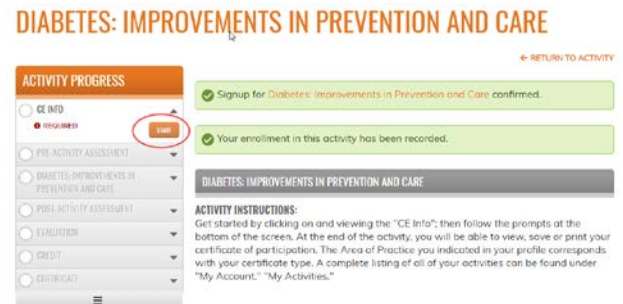 DIABETES: IMPROVEMENTS IN PREVENTION AND CARE
← RETURN TO ACTIVITY
ACTIVITY PROGRESS
CE INFO
REQUIRED
START
PRE-ACTIVITY ASSESSMENT
DIABETES: IMPROVEMENTS IN
PREVENTION AND CARE
POST-ACTIVITY ASSESSMENT
EVALUATION
CREDIT
CERTIFICATE
Signup for Diabetes: Improvements in Prevention and Care confirmed.
Your enrollment in this activity has been recorded.
DIABETES: IMPROVEMENTS IN PREVENTION AND CARE
ACTIVITY INSTRUCTIONS:
Get started by clicking on and viewing the "CE Info"; then follow the prompts at the
bottom of the screen. At the end of the activity, you will be able to view, save or print your
certificate of participation. The Area of Practice you indicated in your profile corresponds
with your certificate type. A complete listing of all of your activities can be found under
"My Account." "My Activities."